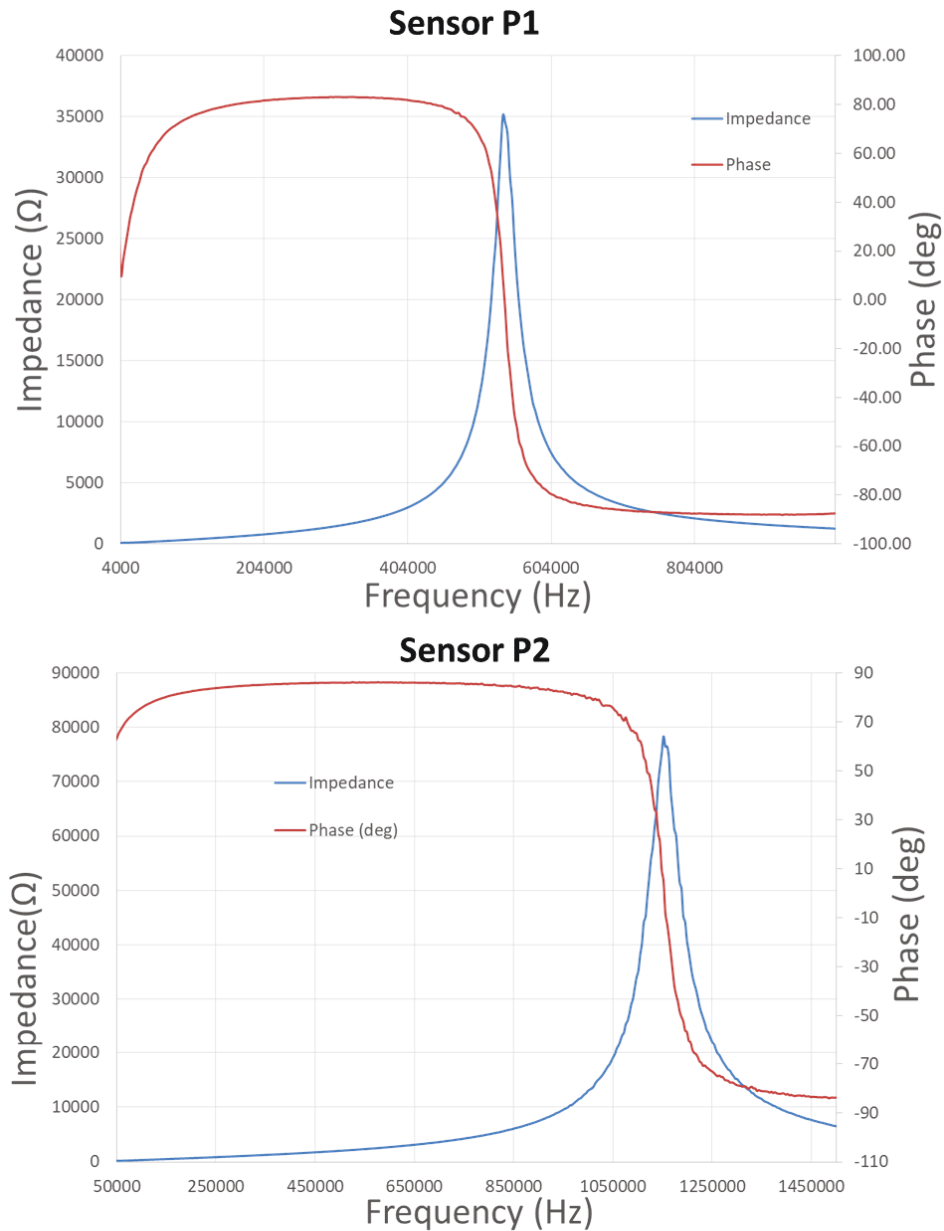 Sensor P1
40000
35000
30000
25000
20000
15000
10000
5000
0
Impedance (Ω)
100.00
80.00
60.00
40.00
20.00
0.00
-20.00
-40.00
-60.00
-80.00
-100.00
Phase (deg)
Impedance
Phase
4000 204000 404000 604000 804000
Frequency (Hz)
Sensor P2
90000
80000
70000
60000
50000
40000
30000
20000
10000
0
Impedance(Ω)
90
70
50
30
10
-10
-30
-50
-70
-90
-110
Phase (deg)
Impedance
Phase (deg)
50000 250000 450000 650000 850000 1050000 1250000 1450000
Frequency (Hz)